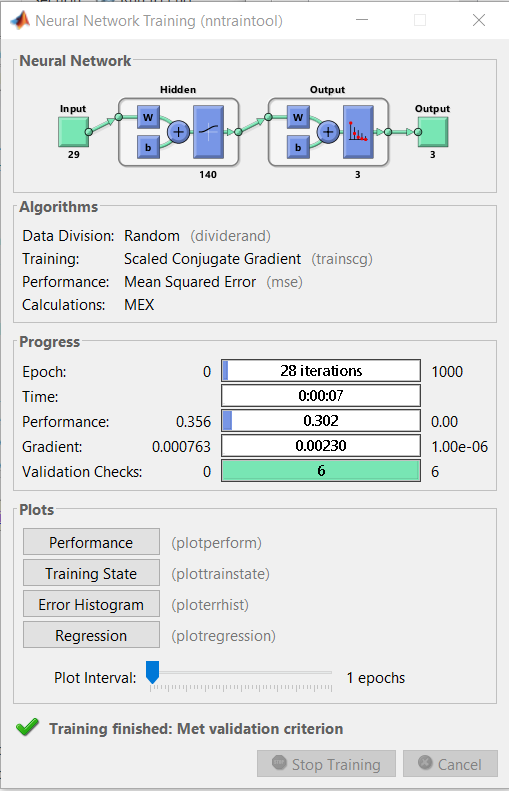 Neural Network Training (nntraintool)
Neural Network
Hidden Output
Input W b + W b + Output
29 140 3 3
Algorithms
Data Division: Random (dividerand)
Training: Scaled Conjugate Gradient (trainscg)
Performance: Mean Squared Error (mse)
Calculations: MEX
Progress
Epoch: 0 28 iterations 1000
Time: 0:00:07
Performance: 0.356 0.302 0.00
Gradient: 0.000763 0.00230 1.00e-06
Validation Checks: 0 6 6
Plots
Performance (plotperform)
Training State (plottrainstate)
Error Histogram (ploterrhist)
Regression (plotregression)
Plot Interval: 1 epochs
Training finished: Met validation criterion
Stop Training Cancel